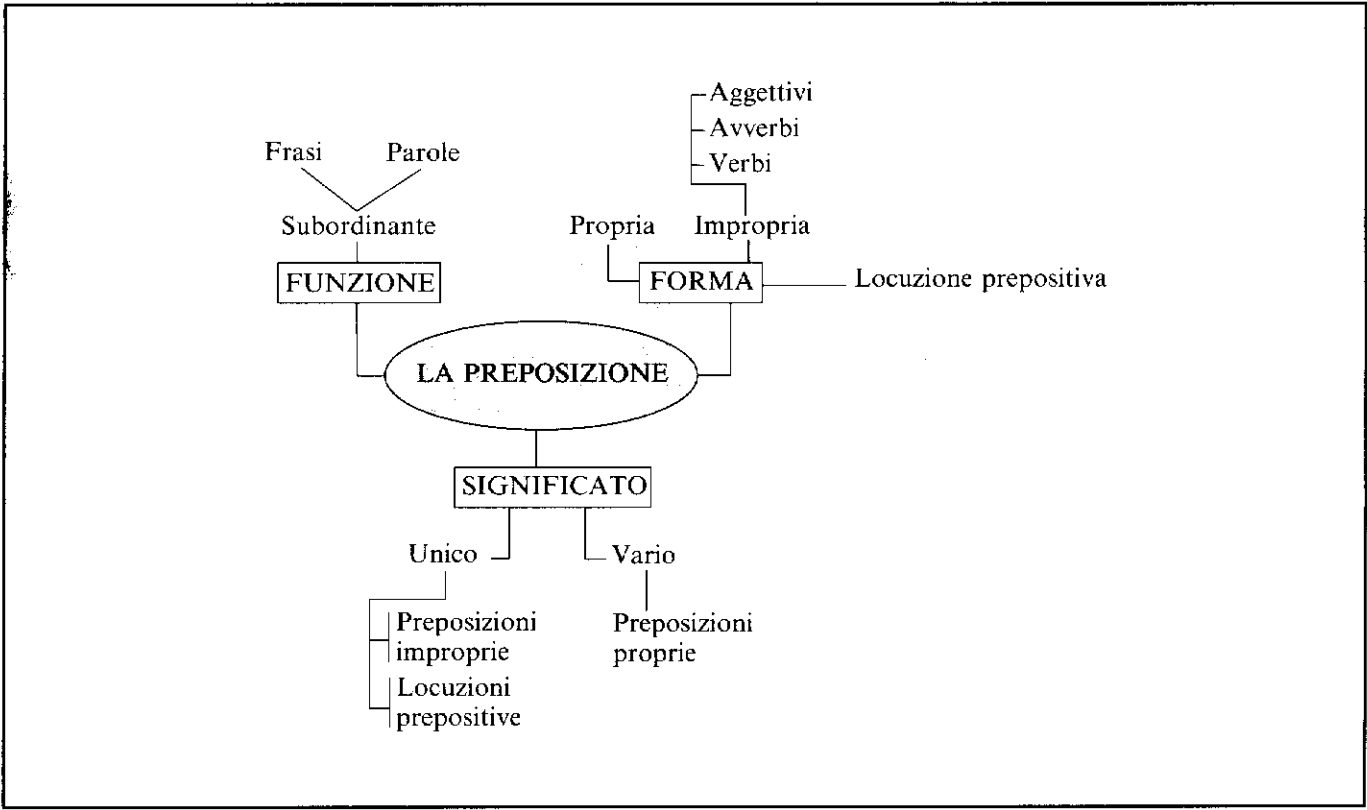 Aggettivi
Avverbi
Verbi
Frasi
Parole
Subordinante
Propria
Impropria
FUNZIONE
FORMA
Locuzione prepositiva
LA PREPOSIZIONE
SIGNIFICATO
Unico
Vario
Preposizioni
improprie
Locuzioni
prepositive
Preposizioni
proprie